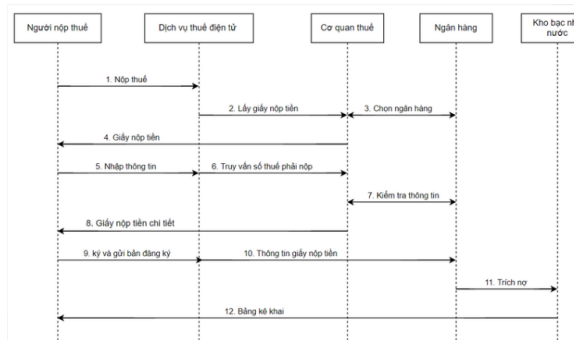 Người nộp thuế
Dịch vụ thuế điện tử
Cơ quan thuế
Ngân hàng
Kho bạc
nước
1. Nộp thuế
2. Lấy giấy nộp tiền
3. Chọn ngân hàng
4. Giấy nộp tiền
5. Nhập thông tin
6. Truy vấn số thuế phải nộp
7. Kiểm tra thông tin
8. Giấy nộp tiền chi tiết
9. ký và gửi bản đăng ký
10. Thông tin giấy nộp tiền
11. Trích nợ
12. Bảng kê khai